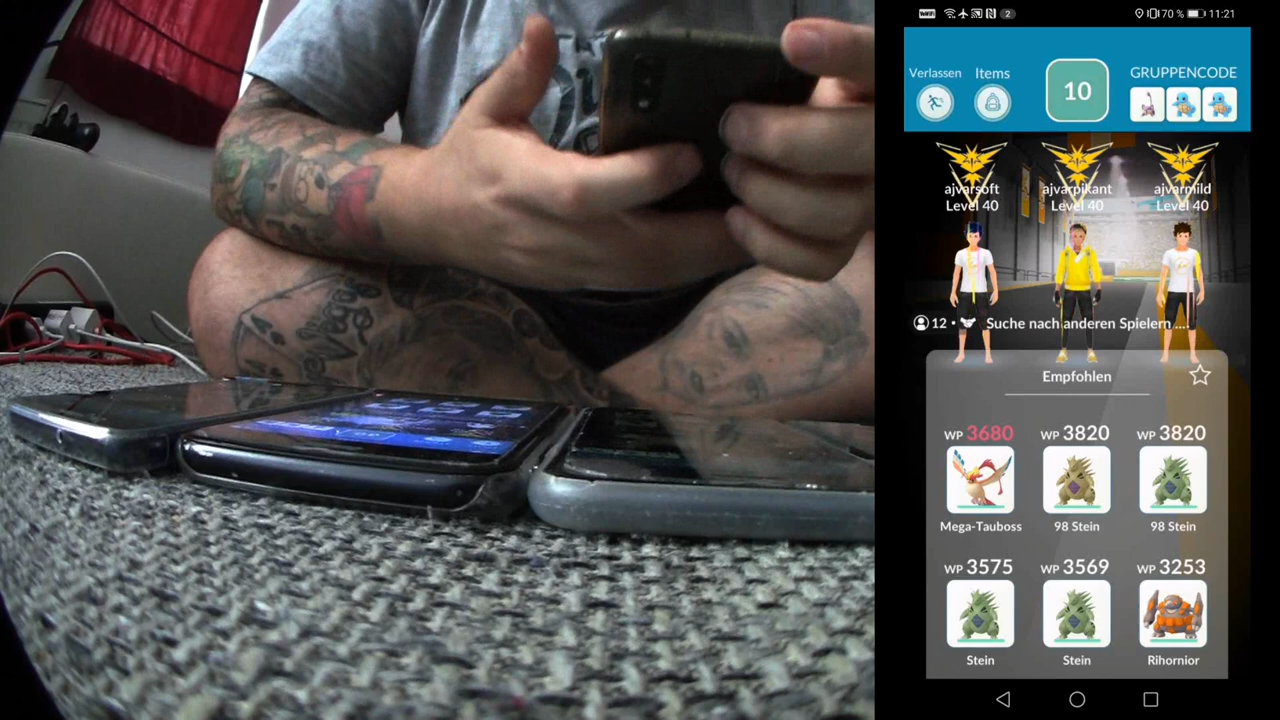 VoWiFi 2 70 % 11:21
Verlassen Items 10 GRUPPENCODE
ajvarsoft ajvarpikant ajvarmild
Level 40 Level 40 Level 40
12 • Suche nach anderen Spielern ....
Empfohlen
WP 3680 WP 3820 WP 3820
Mega-Tauboss 98 Stein 98 Stein
WP 3575 WP 3569 WP 3253
Stein Stein Rihornior